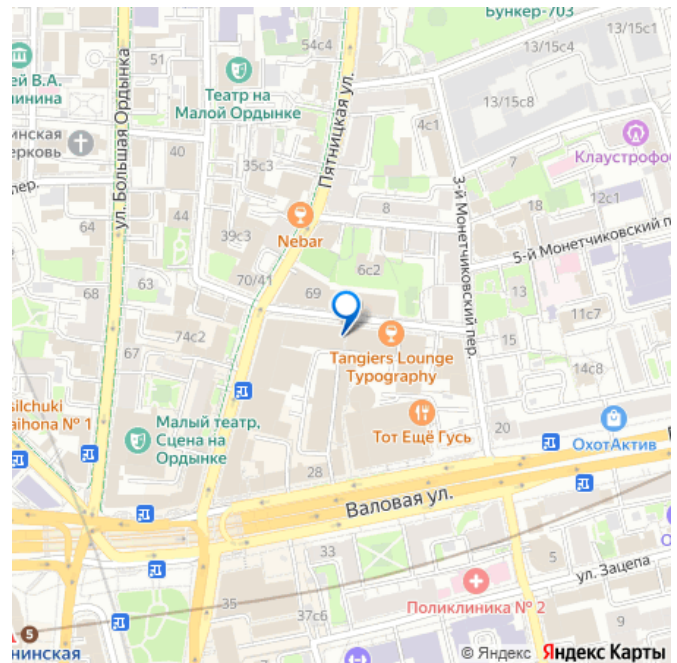 Бункер-703
13/15с1
54с4
13/15с4
51
ей В.А.
линина
Театр на
Малой Ордынке
13/15с8
ул. Большая Ордынка
Пятницкая ул.
4с1
инская
ерковь
40
35с3
7
Клаустрофоб
пер.
3-й Монетчиковский пер.
12с1
44
8
18
64
39с3
Nebar
5-й Монетчиковский п
6с2
70/41
63
68
69
13
11с7
74с2
67
15
Tangiers Lounge
Typography
14с8
silchuki
aihona № 1
Малый театр,
Сцена на
Ордынке
Тот Ещё Гусь
20
ОхотАктив
28
Валовая ул.
33
5
ул. Зацепа
Поликлиника № 2
35
37с6
9
5
нинская
© Яндекс Яндекс Карты